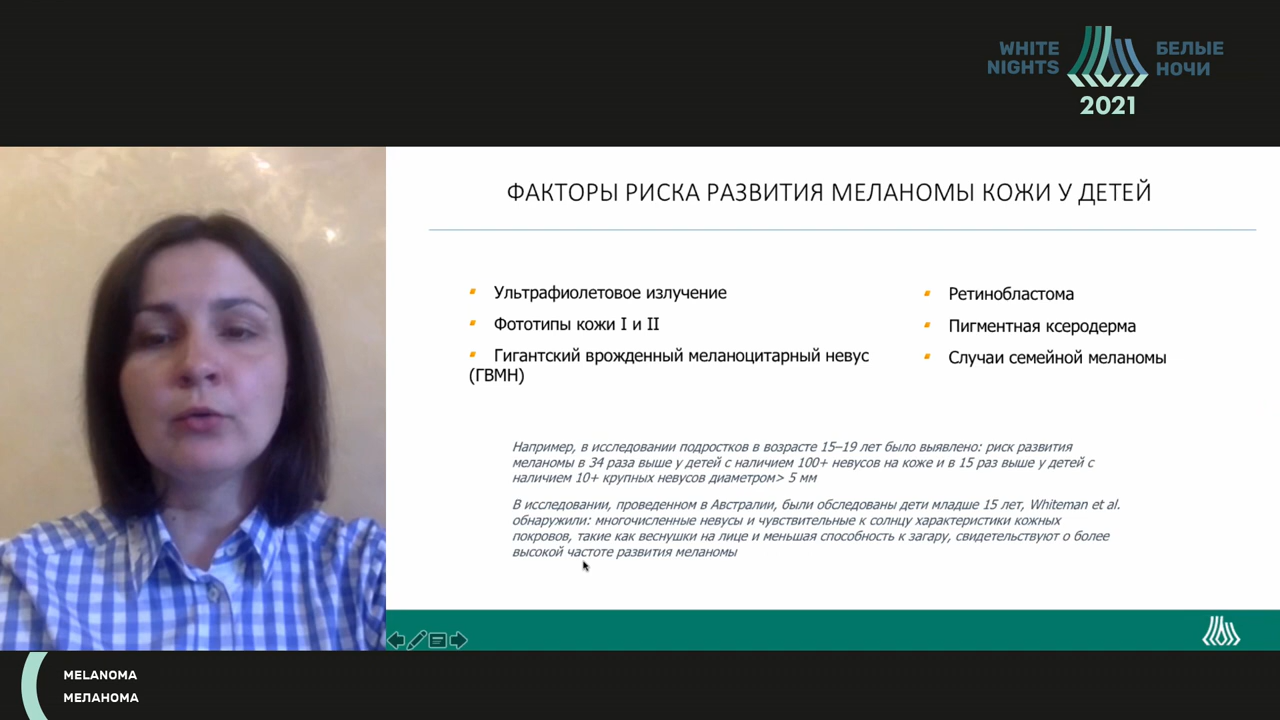 WHITE NIGHTS
БЕЛЫЕ НОЧИ
2021
ФАКТОРЫ РИСКА РАЗВИТИЯ МЕЛАНОМЫ КОЖИ У ДЕТЕЙ
Ультрафиолетовое излучение
Фототипы кожи I и II
Гигантский врожденный меланоцитарный невус
(ГВМН)
Ретинобластома
Пигментная ксеродерма
Случаи семейной меланомы
Например, в исследовании подростков в возрасте 15–19 лет было выявлено: риск развития
меланомы в 34 раза выше у детей с наличием 100+ невусов на коже и в 15 раз выше у детей с
наличием 10+ крупных невусов диаметром> 5 мм
В исследовании, проведенном в Австралии, были обследованы дети младше 15 лет, Whiteman et al.
обнаружили: многочисленные невусы и чувствительные к солнцу характеристики кожных
покровов, такие как веснушки на лице и меньшая способность к загару, свидетельствуют о более
высокой частоте развития меланомы
MELANOMA
МЕЛАНОМА